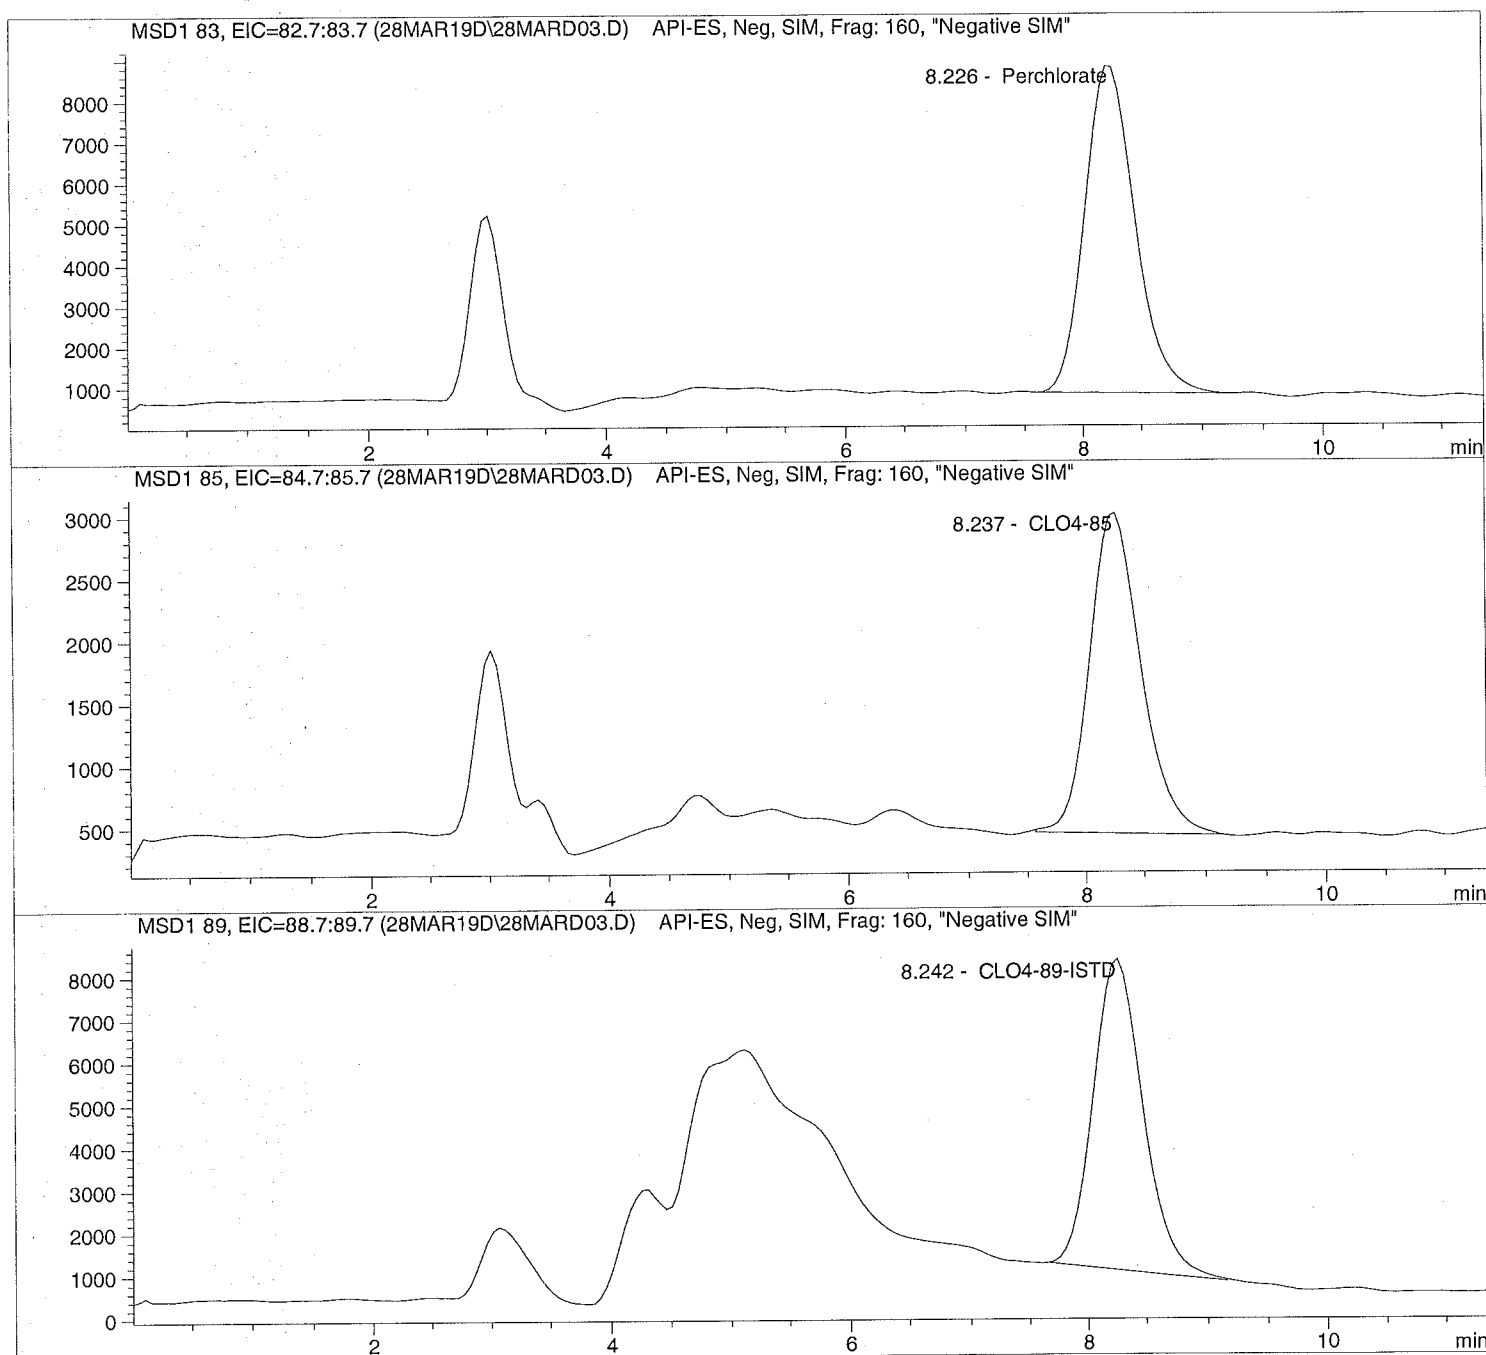 MSD1 83, EIC=82.7:83.7 (28MAR19D\28MARD03.D) API-ES, Neg, SIM, Frag: 160, "Negative SIM"
8.226 - Perchlorate
8000
7000
6000
5000
4000
3000
2000
1000
2 4 6 8 10 min
MSD1 85, EIC=84.7:85.7 (28MAR19D\28MARD03.D) API-ES, Neg, SIM, Frag: 160, "Negative SIM"
8.237 - CLO4-85
3000
2500
2000
1500
1000
500
2 4 6 8 10 min
MSD1 89, EIC=88.7:89.7 (28MAR19D\28MARD03.D) API-ES, Neg, SIM, Frag: 160, "Negative SIM"
8.242 - CLO4-89-ISTD
8000
7000
6000
5000
4000
3000
2000
1000
0
2 4 6 8 10 min